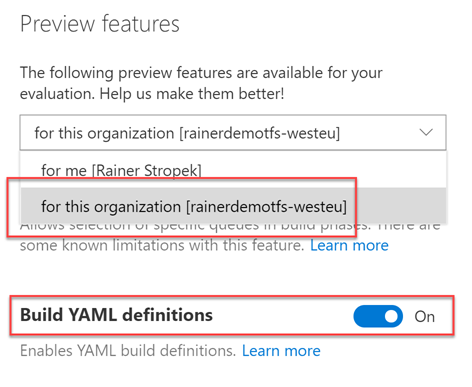 Preview features
The following preview features are available for your
evaluation. Help us make them better!
for this organization [rainerdemotfs-westeu]
for me [Rainer Stropek]
for this organization [rainerdemotfs-westeu]
Allows selection of specific queues in build phases. There are
some known limitations with this feature. Learn more
Build YAML definitions On
Enables YAML build definitions. Learn more